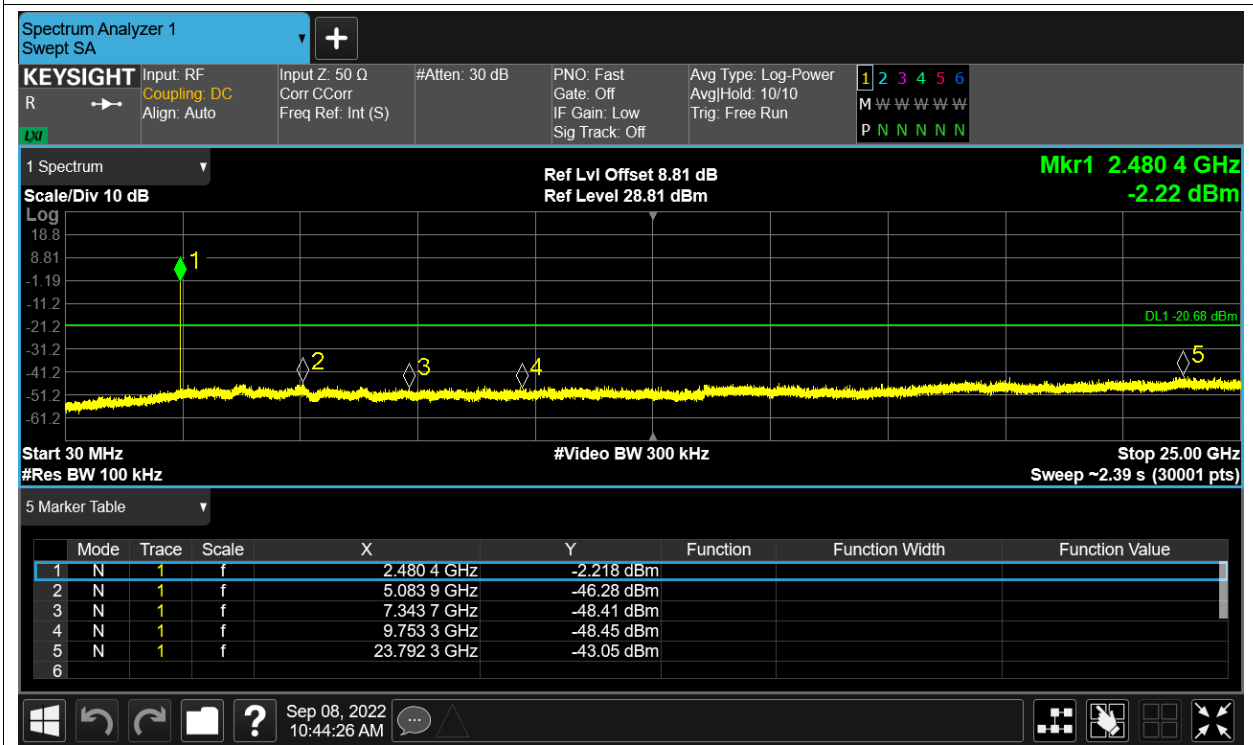 Spectrum Analyzer 1
Swept SA
+
KEYSIGHT Input: RF Input Z: 50 Ω #Atten: 30 dB PNO: Fast Avg Type: Log-Power 1 2 3 4 5 6
R Coupling: DC Corr CCorr Gate: Off Avg|Hold: 10/10 M W W W W W W
Align: Auto Freq Ref: Int (S) IF Gain: Low Trig: Free Run
LXI Sig Track: Off P N N N N N N
1 Spectrum Ref Lvl Offset 8.81 dB Mkr1 2.480 4 GHz
Scale/Div 10 dB Ref Level 28.81 dBm -2.22 dBm
Log
18.8
8.81 1
-1.19
-11.2
DL1 -20.68 dBm
-21.2
-31.2
2 3 4 5
-41.2
-51.2
-61.2
Start 30 MHz #Video BW 300 kHz Stop 25.00 GHz
#Res BW 100 kHz Sweep ~2.39 s (30001 pts)
5 Marker Table
Mode Trace Scale X Y Function Function Width Function Value
1 N 1 f 2.480 4 GHz -2.218 dBm
2 N 1 f 5.083 9 GHz -46.28 dBm
3 N 1 f 7.343 7 GHz -48.41 dBm
4 N 1 f 9.753 3 GHz -48.45 dBm
5 N 1 f 23.792 3 GHz -43.05 dBm
6
? Sep 08, 2022
10:44:26 AM